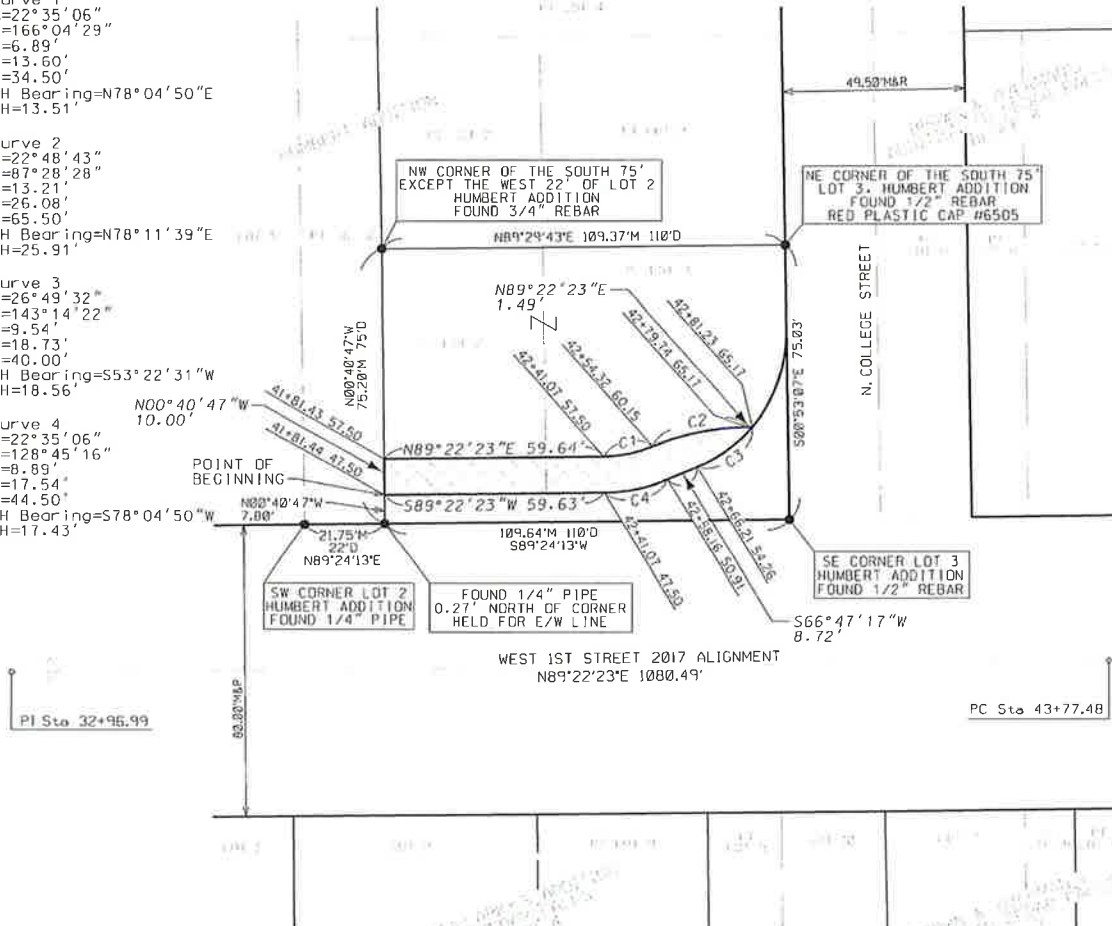 urve 1
=22°35'06"
=166°04'29"
=6.89'
=13.60'
=34.50'
H Bearing=N78°04'50"E
H=13.51'
urve 2
=22°48'43"
=87°28'28"
=13.21'
=26.08'
=65.50'
H Bearing=N78°11'39"E
H=25.91'
urve 3
=26°49'32"
=143°14'22"
=9.54'
=18.73'
=40.00'
H Bearing=S53°22'31"W
H=18.56'
urve 4
=22°35'06"
=128°45'16"
=8.89'
=17.54'
=44.50'
H Bearing=S78°04'50"W
H=17.43'
49.50'M&R
NW CORNER OF THE SOUTH 75'
EXCEPT THE WEST 22' OF LOT 2
HUMBERT ADDITION
FOUND 3/4" REBAR
NE CORNER OF THE SOUTH 75'
LOT 3, HUMBERT ADDITION
FOUND 1/2" REBAR
RED PLASTIC CAP #6505
N89°29'43"E 109.37'M 110'D
N. COLLEGE STREET
N89°22'23"E
1.49'
N00°40'47"W
75.20'M 75'D
S00°53'07"E 75.03'
42+41.07 57.50
42+54.32 60.15
42+79.74 65.17
42+81.23 65.17
N00°40'47"W
10.00'
41+81.43 57.50
41+81.44 47.50
N89°22'23"E 59.64'
C1
C2
C3
C4
POINT OF
BEGINNING
S89°22'23"W 59.63'
N00°40'47"W
7.80'
21.75'M
22'D
N89°24'13"E
109.64'M 110'D
S89°24'13"W
42+41.07 47.50
42+58.16 50.91
42+66.21 54.26
SW CORNER LOT 2
HUMBERT ADDITION
FOUND 1/4" PIPE
FOUND 1/4" PIPE
0.27' NORTH OF CORNER
HELD FOR E/W LINE
SE CORNER LOT 3
HUMBERT ADDITION
FOUND 1/2" REBAR
S66°47'17"W
8.72'
WEST 1ST STREET 2017 ALIGNMENT
N89°22'23"E 1080.49'
PI Sta 32+96.99
PC Sta 43+77.48
80.00'M&R